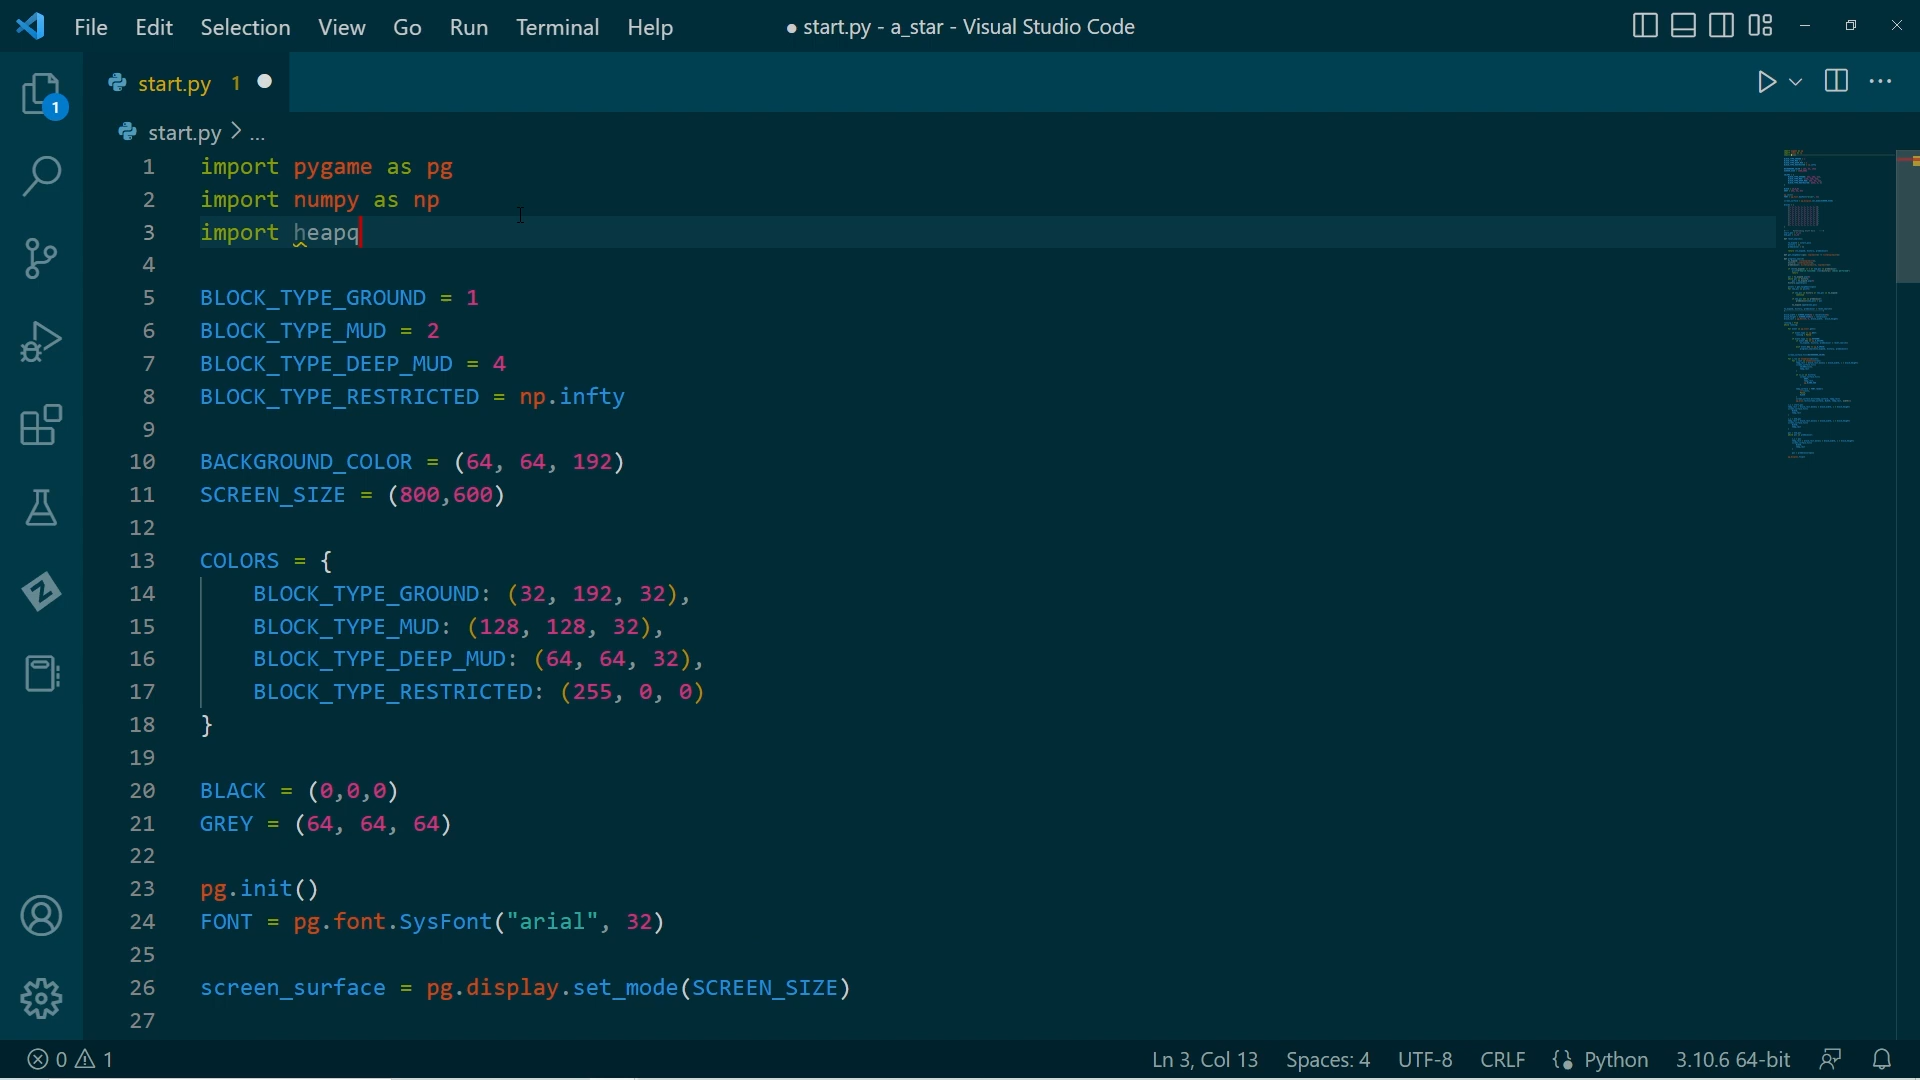 File Edit Selection View Go Run Terminal Help ● start.py - a_star - Visual Studio Code
start.py 1 ●
1
start.py > ...
1 import pygame as pg
2 import numpy as np
3 import heapq
4
5 BLOCK_TYPE_GROUND = 1
6 BLOCK_TYPE_MUD = 2
7 BLOCK_TYPE_DEEP_MUD = 4
8 BLOCK_TYPE_RESTRICTED = np.infty
9
10 BACKGROUND_COLOR = (64, 64, 192)
11 SCREEN_SIZE = (800,600)
12
13 COLORS = {
14 BLOCK_TYPE_GROUND: (32, 192, 32),
15 BLOCK_TYPE_MUD: (128, 128, 32),
16 BLOCK_TYPE_DEEP_MUD: (64, 64, 32),
17 BLOCK_TYPE_RESTRICTED: (255, 0, 0)
18 }
19
20 BLACK = (0,0,0)
21 GREY = (64, 64, 64)
22
23 pg.init()
24 FONT = pg.font.SysFont("arial", 32)
25
26 screen_surface = pg.display.set_mode(SCREEN_SIZE)
27
0 1 Ln 3, Col 13 Spaces: 4 UTF-8 CRLF {} Python 3.10.6 64-bit